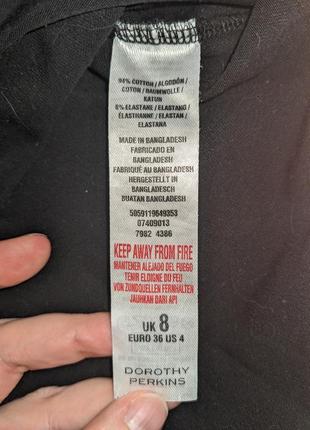 94% COTTON / ALGODÓN /
COTON / BAUMWOLLE /
KATUN
6% ELASTANE / ELASTANO /
ÉLASTHANNE / ELASTAN /
ELASTANA
MADE IN BANGLADESH
FABRICADO EN
BANGLADESH
FABRIQUÉ AU BANGLADESH
HERGESTELLT IN
BANGLADESCH
BUATAN BANGLADESH
5059119649353
07409013
7982 4386
KEEP AWAY FROM FIRE
MANTENER ALEJADO DEL FUEGO
TENIR ELOIGNE DU FEU
VON ZUNDQUELLEN FERNHALTEN
JAUHKAN DARI API
UK 8
EURO 36 US 4
DOROTHY
PERKINS